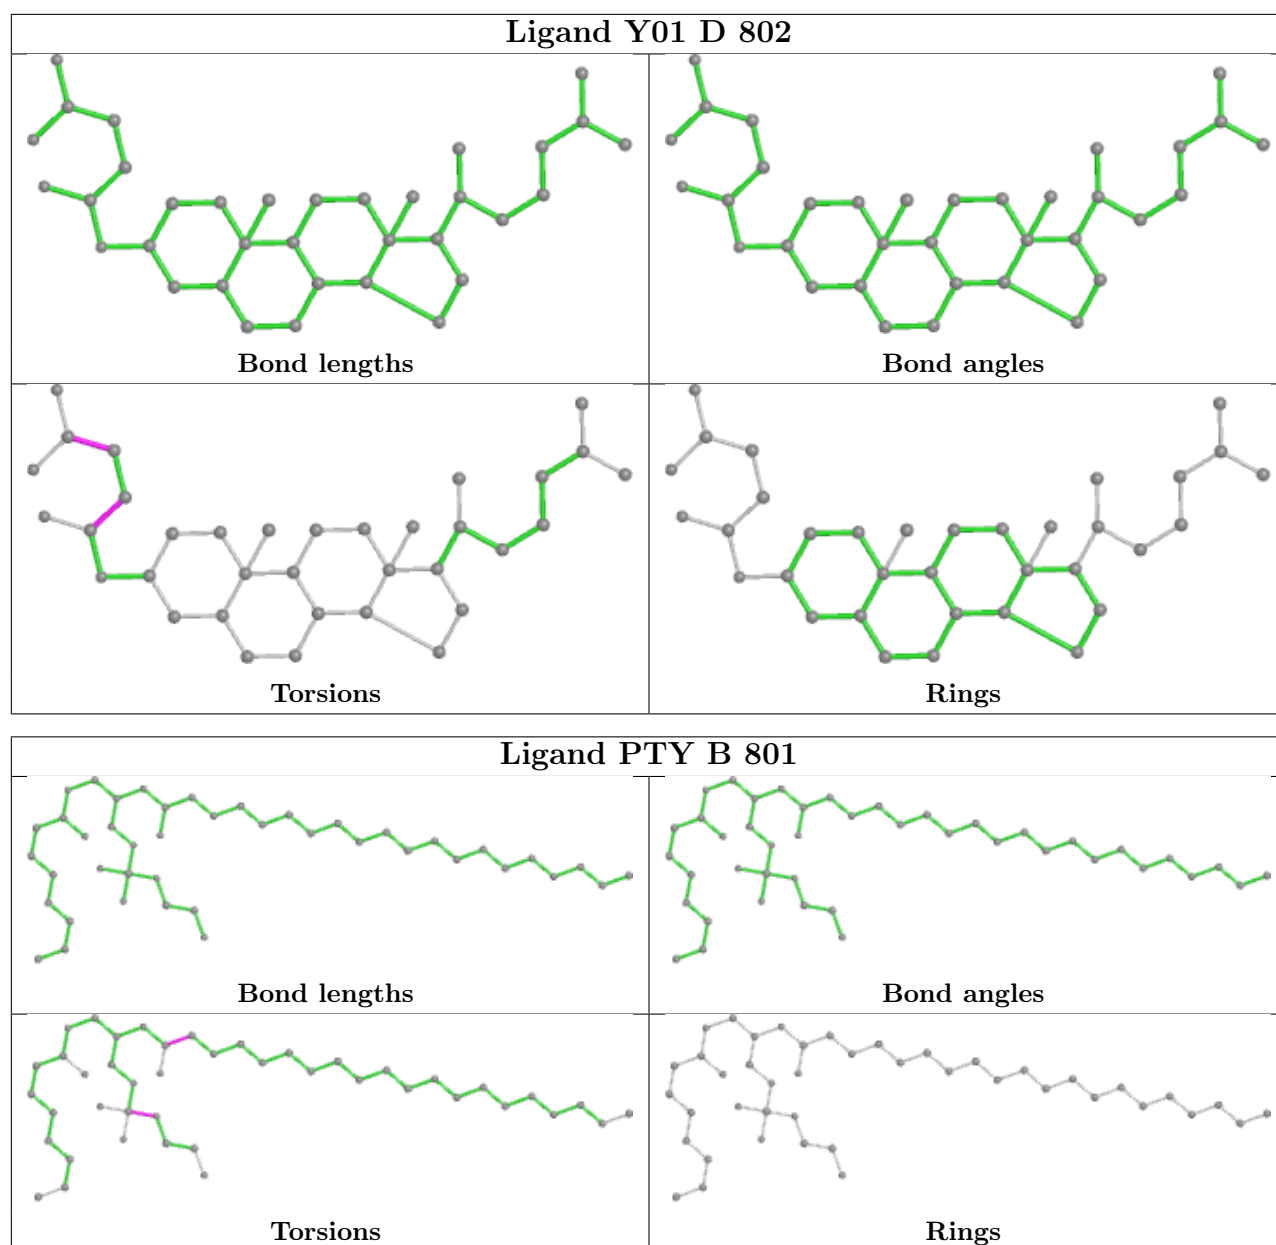 Ligand Y01 D 802
Bond lengths
Bond angles
Torsions
Rings
Ligand PTY B 801
Bond lengths
Bond angles
Torsions
Rings